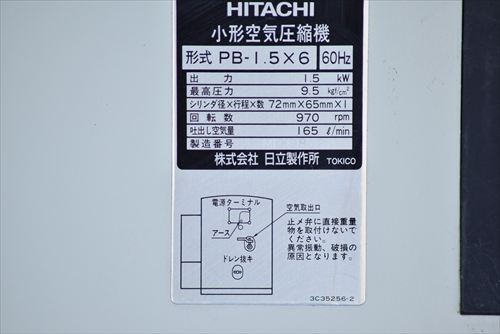 HITACHI
小形空気圧縮機
形式 PB-1.5×6 60Hz
出力 1.5 kW
最高圧力 9.5 kgf/cm²
シリンダ径×行程×数 72mm×65mm×1
回転数 970 rpm
吐出し空気量 165 ℓ/min
製造番号
株式会社 日立製作所 TOKICO
電源ターミナル
空気取出口
アース
ドレン抜キ
止メ弁に直接重量
物を取付けないで
ください。
異常振動、破損の
原因となります。
3C35256-2